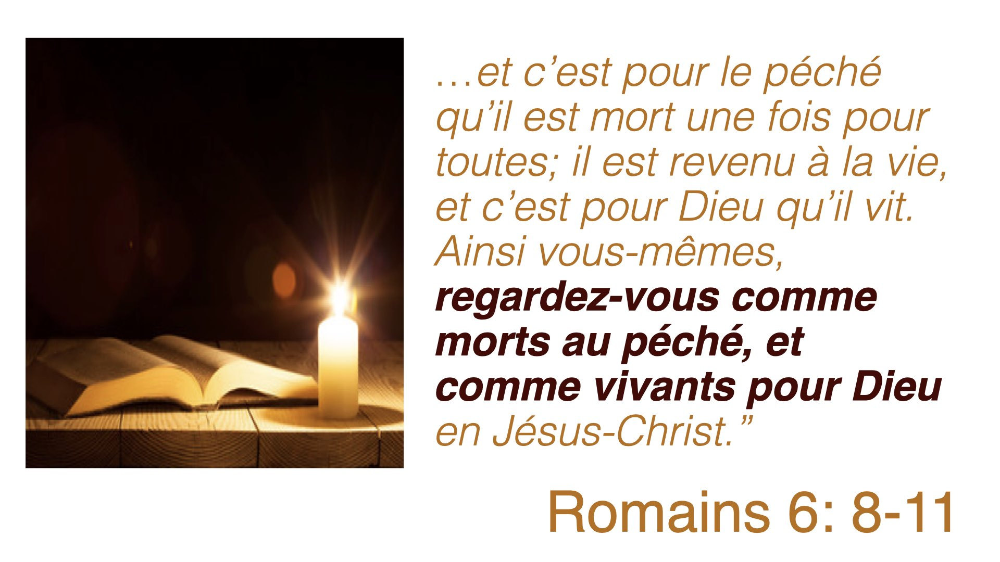 …et c’est pour le péché
qu’il est mort une fois pour
toutes; il est revenu à la vie,
et c’est pour Dieu qu’il vit.
Ainsi vous-mêmes,
regardez-vous comme
morts au péché, et
comme vivants pour Dieu
en Jésus-Christ.”
Romains 6: 8-11